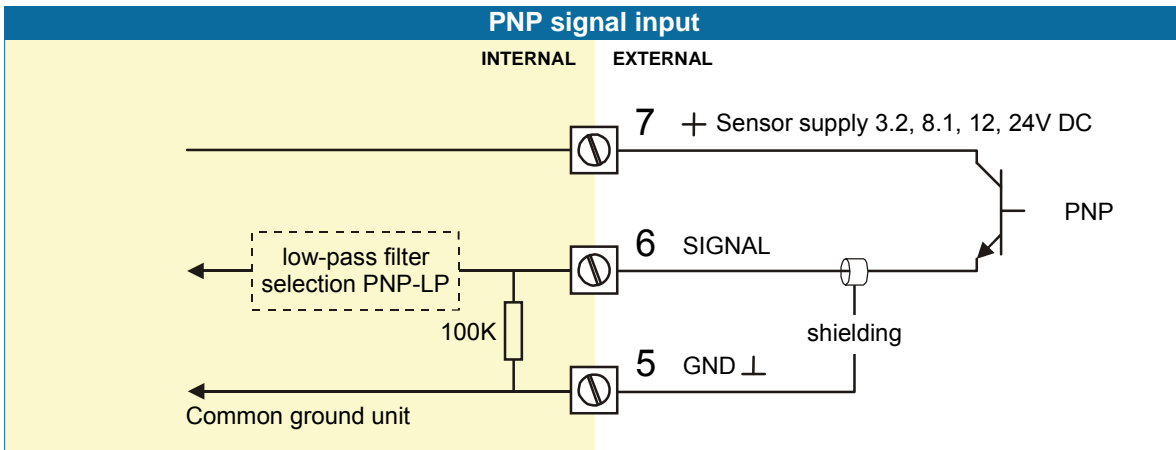 PNP signal input
INTERNAL EXTERNAL
7 + Sensor supply 3.2, 8.1, 12, 24V DC
PNP
6 SIGNAL
low-pass filter
selection PNP-LP
100K
shielding
5 GND ⊥
Common ground unit